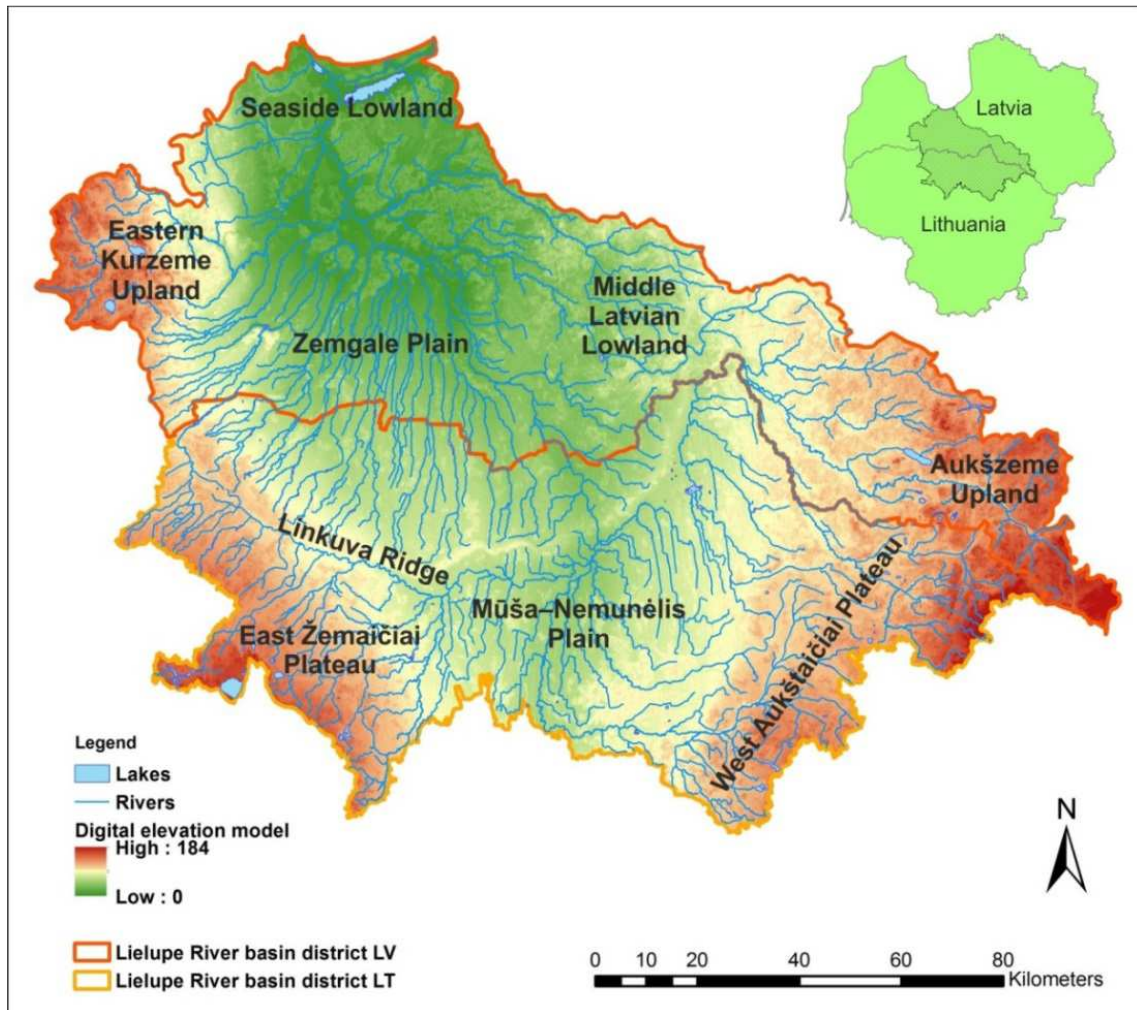 Seaside Lowland
Latvia
Lithuania
Eastern
Kurzeme
Upland
Middle
Latvian
Lowland
Zemgale Plain
Aukšzeme
Upland
Linkuva Ridge
Mūša–Nemunėlis
Plain
East Žemaičiai
Plateau
West Aukštaičiai Plateau
Legend
Lakes
Rivers
Digital elevation model
High : 184
Low : 0
N
Lielupe River basin district LV
Lielupe River basin district LT
0 10 20 40 60 80
Kilometers